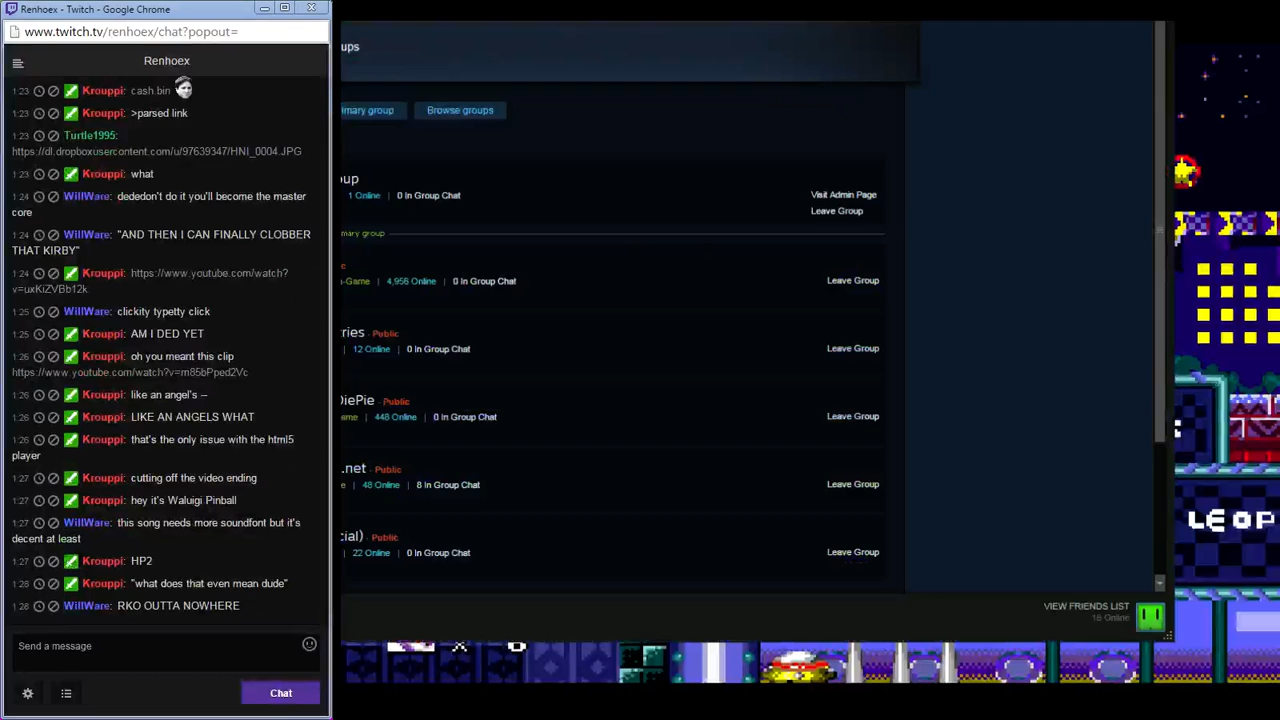 Renhoex - Twitch - Google Chrome
www.twitch.tv/renhoex/chat?popout=
Renhoex
1:23 Krouppi: cash.bin
1:23 Krouppi: >parsed link
1:23 Turtle1995:
https://dl.dropboxusercontent.com/u/97639347/HNI_0004.JPG
1:23 Krouppi: what
1:24 WillWare: dededon't do it you'll become the master
core
1:24 WillWare: "AND THEN I CAN FINALLY CLOBBER
THAT KIRBY"
1:24 Krouppi: https://www.youtube.com/watch?
v=uxKiZVBb12k
1:25 WillWare: clickity typetty click
1:25 Krouppi: AM I DED YET
1:26 Krouppi: oh you meant this clip
https://www.youtube.com/watch?v=m85bPped2Vc
1:26 Krouppi: like an angel's --
1:26 Krouppi: LIKE AN ANGELS WHAT
1:26 Krouppi: that's the only issue with the html5
player
1:27 Krouppi: cutting off the video ending
1:27 Krouppi: hey it's Waluigi Pinball
1:27 WillWare: this song needs more soundfont but it's
decent at least
1:27 Krouppi: HP2
1:28 Krouppi: "what does that even mean dude"
1:28 WillWare: RKO OUTTA NOWHERE
Send a message
Chat
ups
imary group Browse groups
oup
1 Online | 0 In Group Chat
Visit Admin Page
Leave Group
mary group
c
-Game | 4,956 Online | 0 In Group Chat Leave Group
ries - Public
| 12 Online | 0 In Group Chat Leave Group
DiePie - Public
ame | 448 Online | 0 In Group Chat Leave Group
.net - Public
e | 48 Online | 8 In Group Chat Leave Group
cial) - Public
| 22 Online | 0 In Group Chat Leave Group
VIEW FRIENDS LIST
16 Online
LEOP